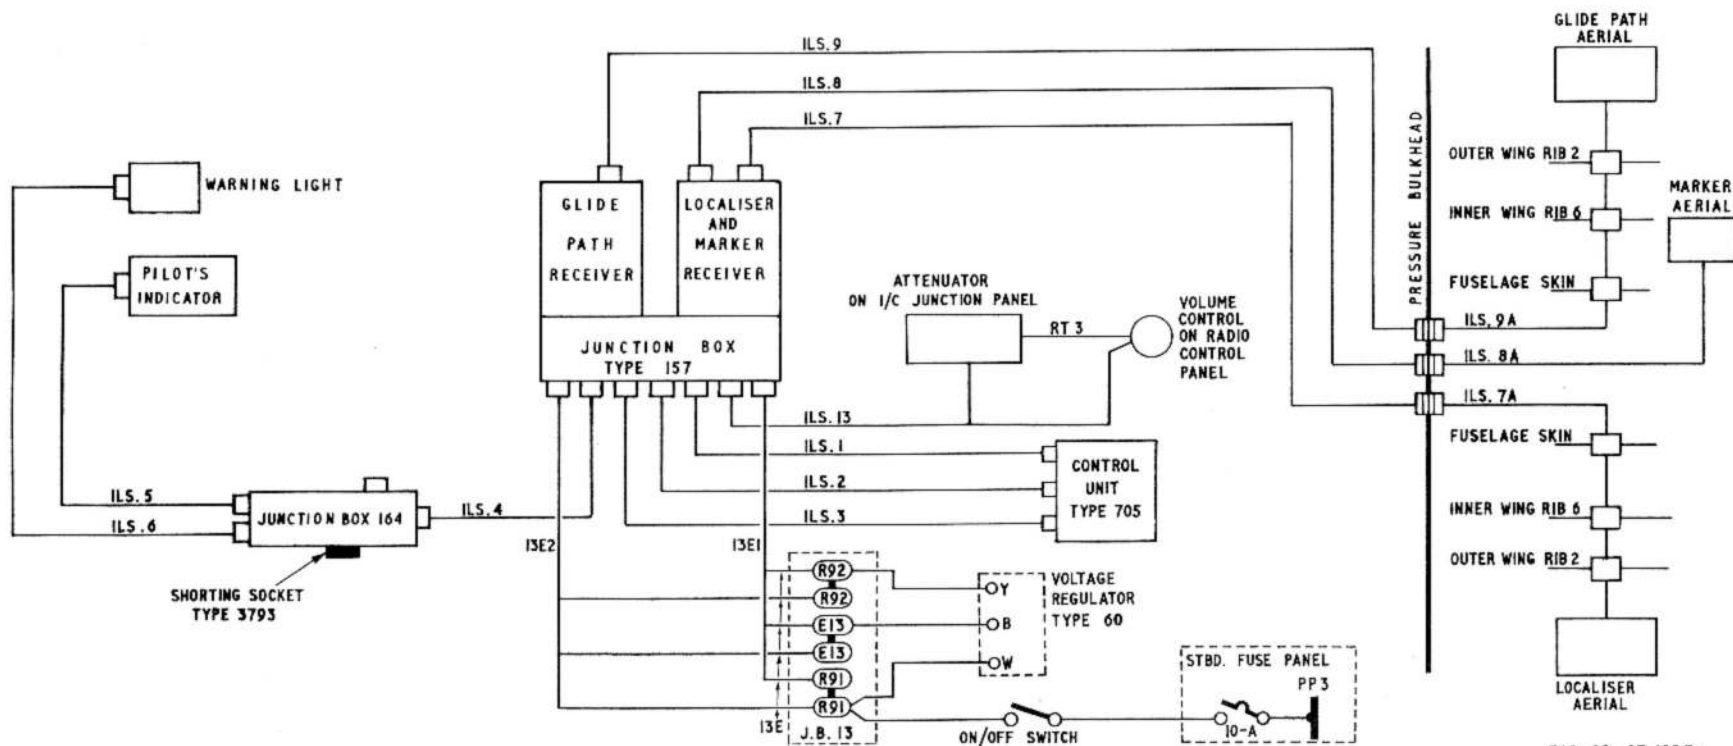 ILS. 9
ILS.8
ILS.7
GLIDE PATH
AERIAL
PRESSURE BULKHEAD
OUTER WING RIB 2
INNER WING RIB 6
FUSELAGE SKIN
MARKER
AERIAL
WARNING LIGHT
PILOT'S
INDICATOR
GLIDE
PATH
RECEIVER
LOCALISER
AND
MARKER
RECEIVER
JUNCTION BOX
TYPE 157
ATTENUATOR
ON I/C JUNCTION PANEL
RT 3
VOLUME
CONTROL
ON RADIO
CONTROL
PANEL
ILS, 9A
ILS. 8A
ILS. 7A
FUSELAGE SKIN
INNER WING RIB 6
OUTER WING RIB 2
LOCALISER
AERIAL
ILS. 13
ILS. 1
ILS. 2
ILS. 3
CONTROL
UNIT
TYPE 705
ILS. 5
ILS. 6
JUNCTION BOX 164
ILS. 4
SHORTING SOCKET
TYPE 3793
13E2
13E1
R92
R92
E13
E13
R91
R91
13E
J.B. 13
Y
B
W
VOLTAGE
REGULATOR
TYPE 60
ON/OFF SWITCH
STBD. FUSE PANEL
PP3
10-A